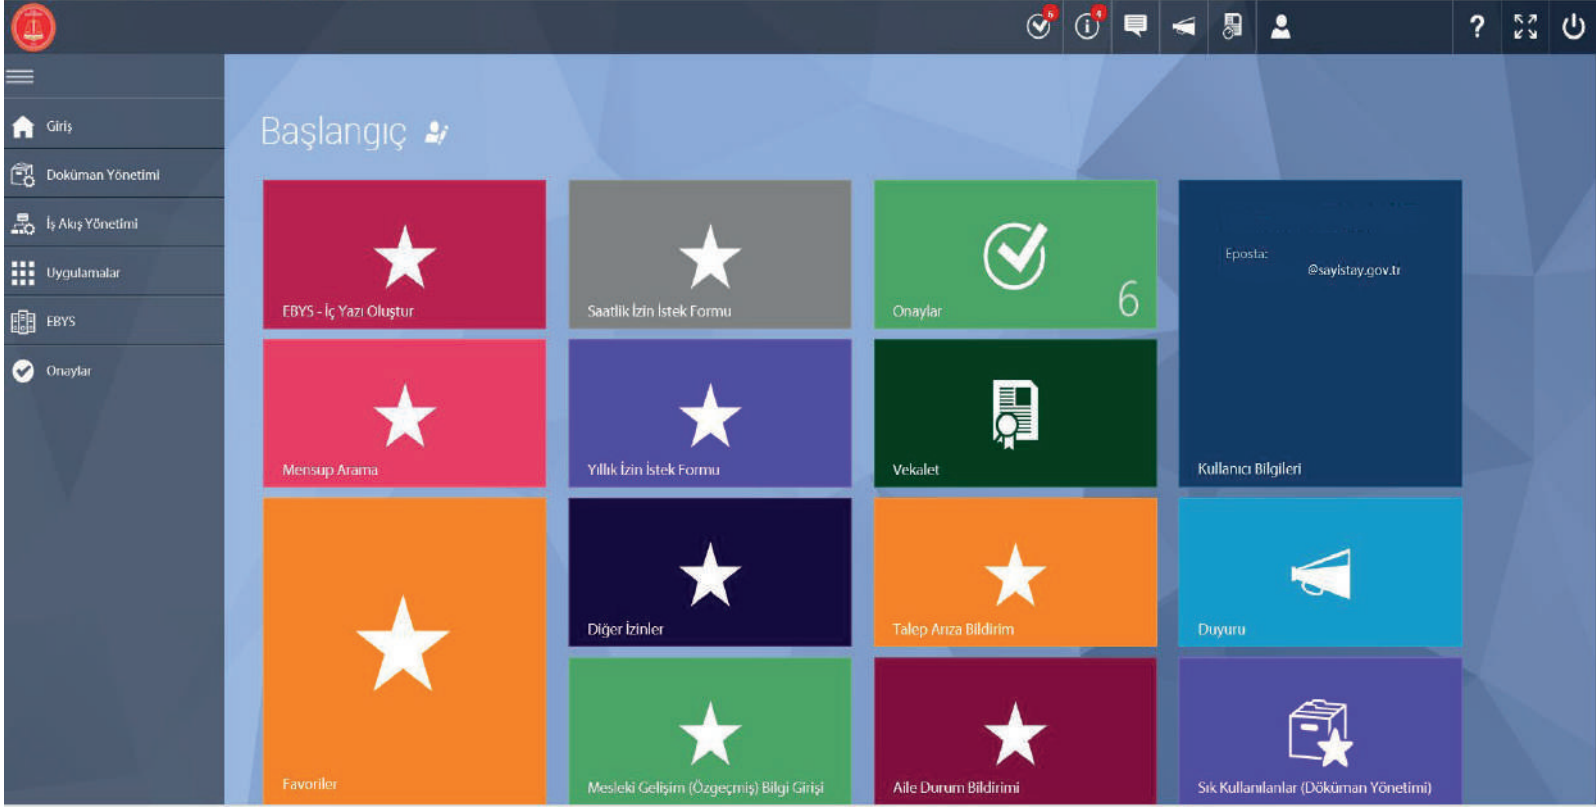 6
4
?
Giriş
Doküman Yönetimi
İş Akış Yönetimi
Uygulamalar
EBYS
Onaylar
Başlangıç
EBYS - İç Yazı Oluştur
Saatlik İzin İstek Formu
Onaylar
6
Eposta:
@sayistay.gov.tr
Kullanıcı Bilgileri
Mensup Arama
Yıllık İzin İstek Formu
Vekalet
Favoriler
Diğer İzinler
Talep Arıza Bildirim
Duyuru
Mesleki Gelişim (Özgeçmiş) Bilgi Girişi
Aile Durum Bildirimi
Sık Kullanılanlar (Döküman Yönetimi)